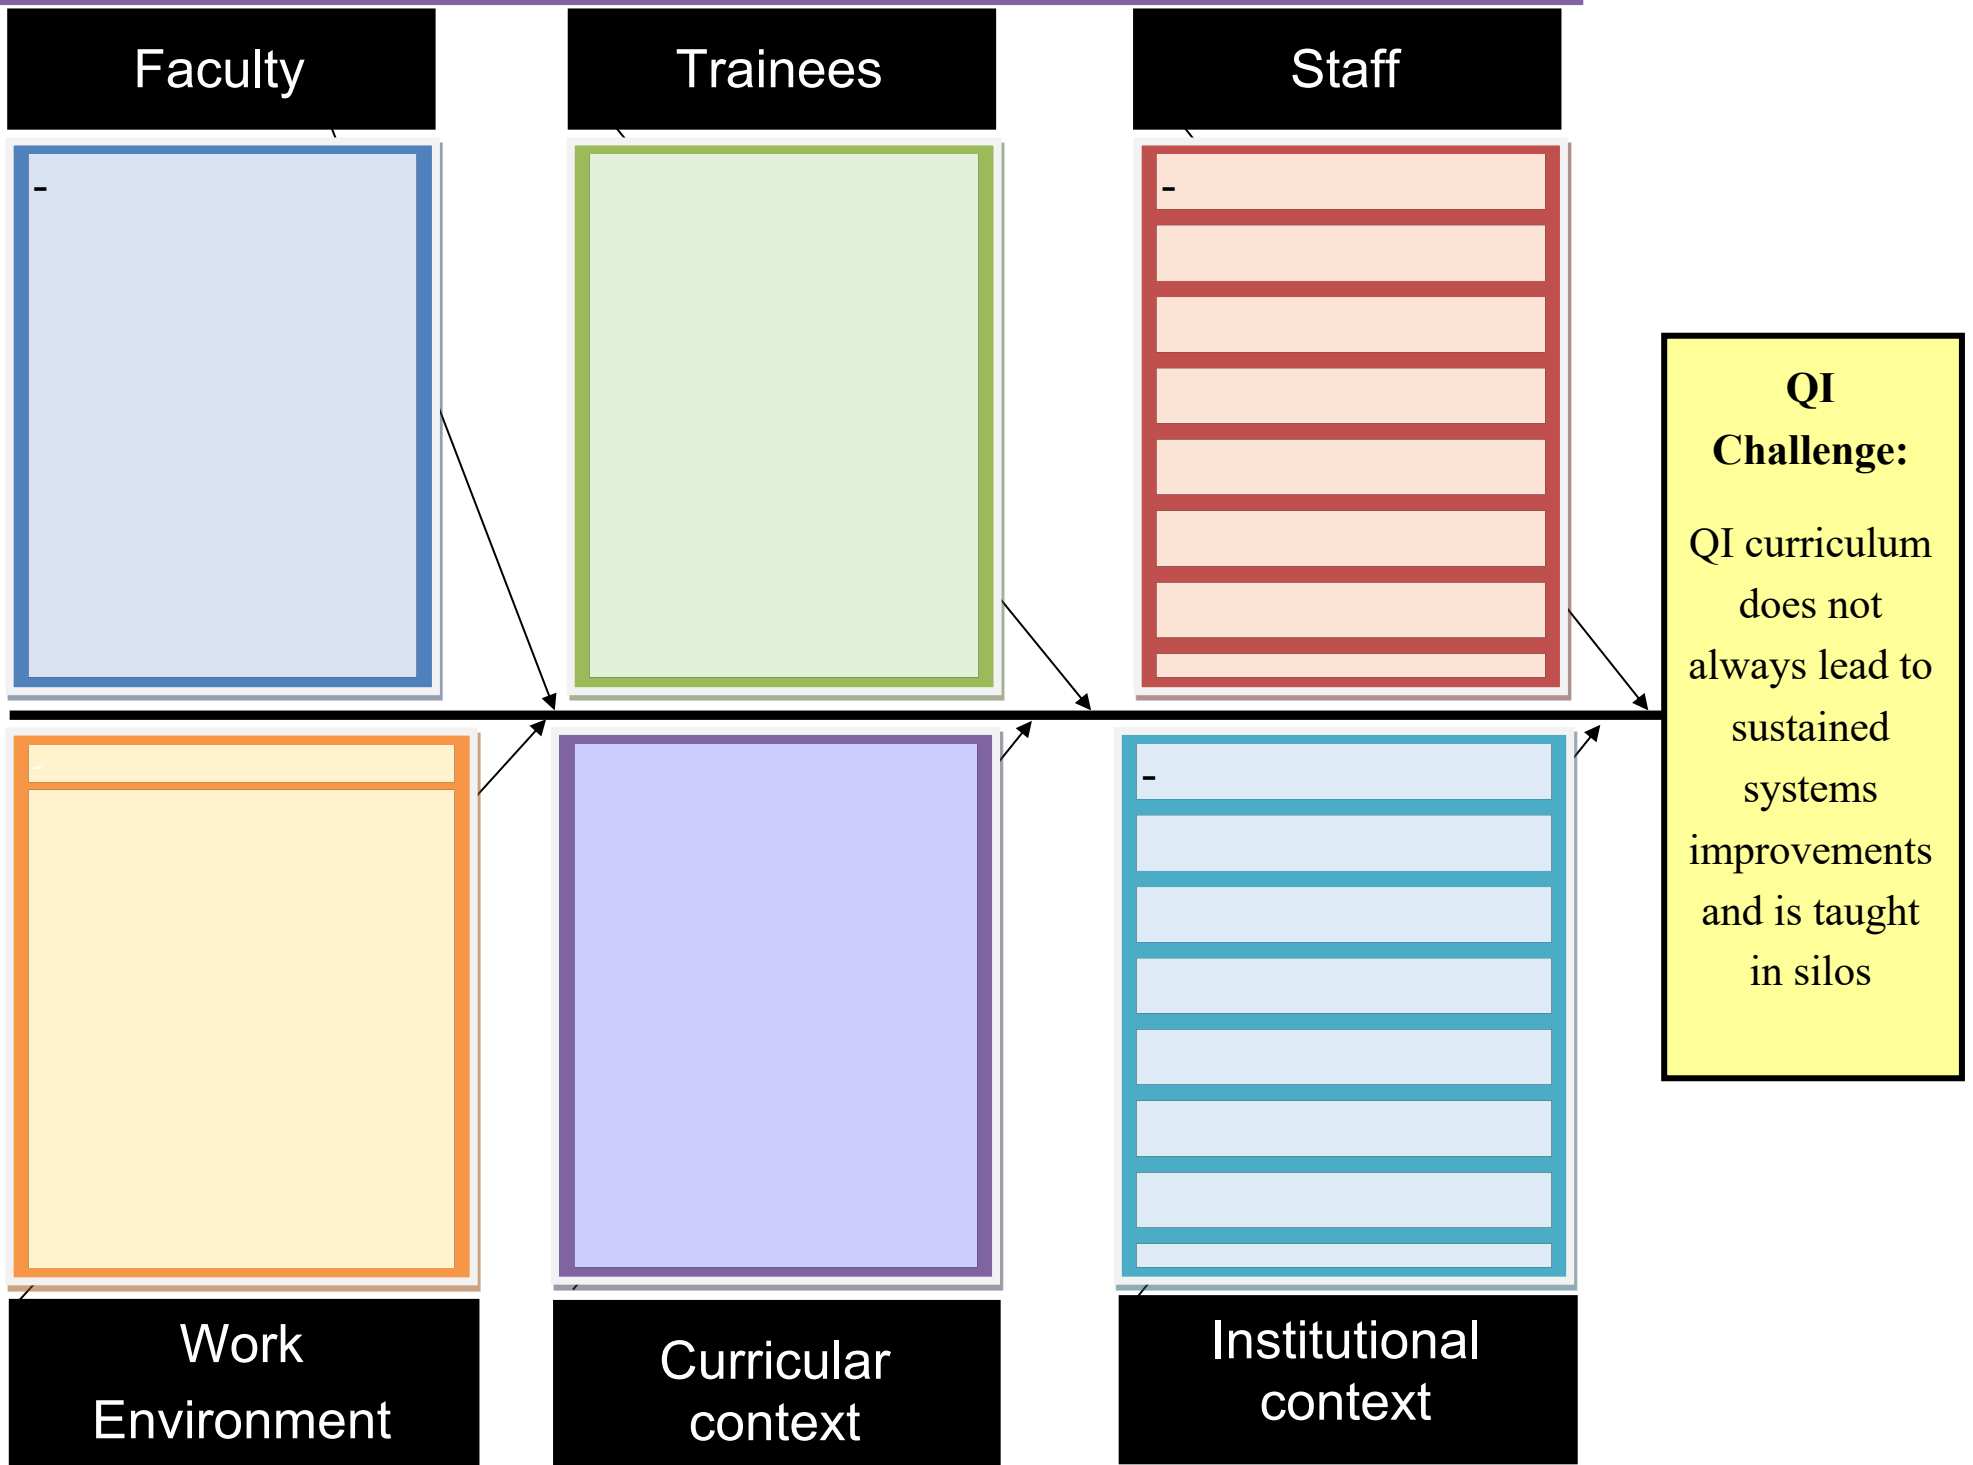 Faculty
Trainees
Staff
-
-
QI
Challenge:
QI curriculum
does not
always lead to
sustained
systems
improvements
and is taught
in silos
-
-
Work
Environment
Curricular
context
Institutional
context